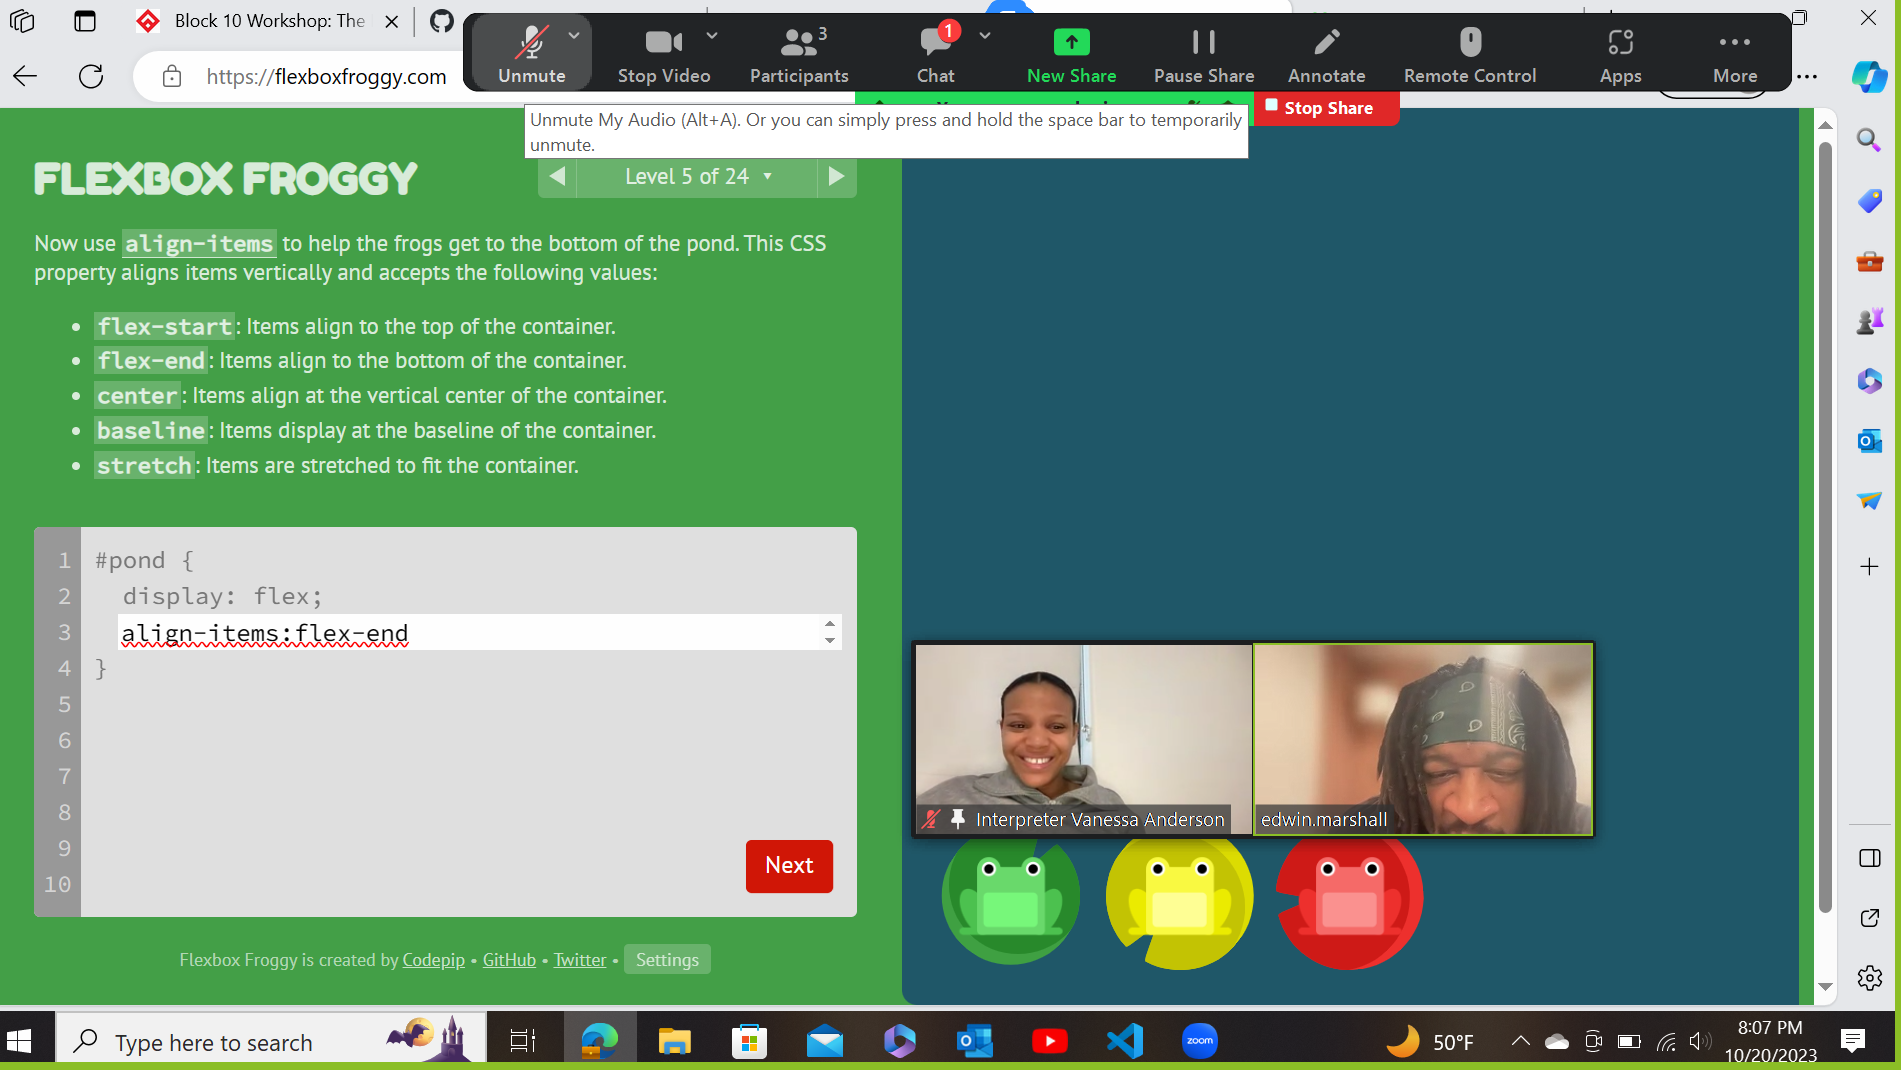 Block 10 Workshop: The
https://flexboxfroggy.com
Unmute
Stop Video
3
Participants
1
Chat
New Share
Pause Share
Annotate
Remote Control
Apps
More
Stop Share
Unmute My Audio (Alt+A). Or you can simply press and hold the space bar to temporarily
unmute.
FLEXBOX FROGGY
Level 5 of 24
Now use align-items to help the frogs get to the bottom of the pond. This CSS
property aligns items vertically and accepts the following values:
• flex-start: Items align to the top of the container.
• flex-end: Items align to the bottom of the container.
• center: Items align at the vertical center of the container.
• baseline: Items display at the baseline of the container.
• stretch: Items are stretched to fit the container.
1 #pond {
2 display: flex;
3 align-items:flex-end
4 }
5
6
7
8
9
10
Next
Flexbox Froggy is created by Codepip • GitHub • Twitter • Settings
Interpreter Vanessa Anderson
edwin.marshall
Type here to search
zoom
50°F
8:07 PM
10/20/2023